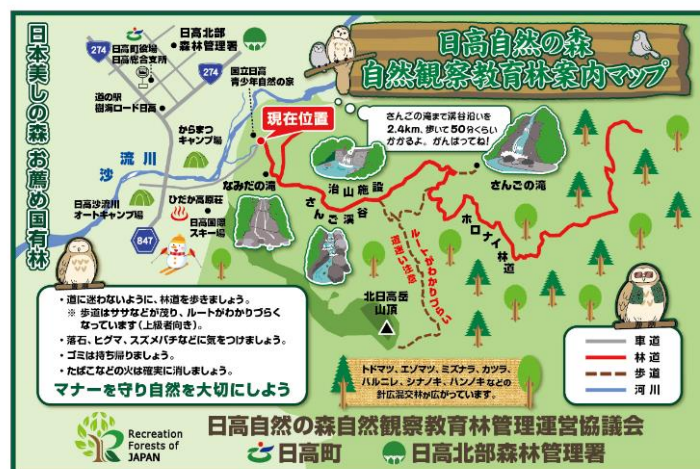 日高自然の森
自然観察教育林案内マップ
日本美しの森 お薦め国有林
274
日高町役場
日高総合支所
日高北部
森林管理署
274
国立日高
青少年自然の家
道の駅
樹海ロード日高
現在位置
さんごの滝まで渓谷沿いを
2.4km、歩いて50分くらい
かかるよ。がんばってね!
からまつ
キャンプ場
沙流川
なみだの滝
治山施設
さんご渓谷
さんごの滝
日高沙流川
オートキャンプ場
ひだか高原荘
日高国際
スキー場
847
ホロナイ林道
ルートがわかりづらい
道迷い注意
北日高岳
山頂
・道に迷わないように、林道を歩きましょう。
※ 歩道はササなどが茂り、ルートがわかりづらく
なっています(上級者向き)。
・落石、ヒグマ、スズメバチなどに気をつけましょう。
・ゴミは持ち帰りましょう。
・たばこなどの火は確実に消しましょう。
マナーを守り自然を大切にしよう
トドマツ、エゾマツ、ミズナラ、カツラ、
ハルニレ、シナノキ、ハンノキなどの
針広混交林が広がっています。
車道
林道
歩道
河川
Recreation
Forests of
JAPAN
日高自然の森自然観察教育林管理運営協議会
日高町
日高北部森林管理署